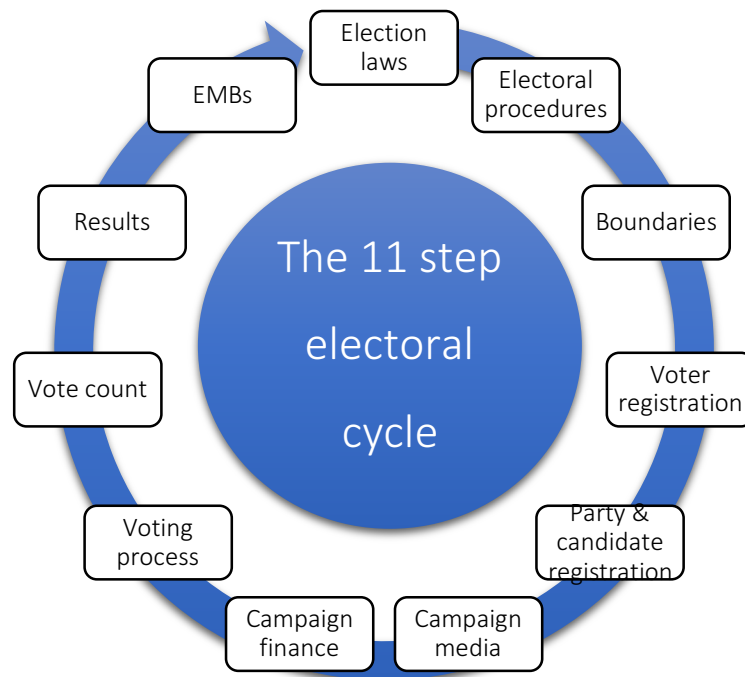 Election
laws
Electoral
procedures
Boundaries
Voter
registration
Party &
candidate
registration
Campaign
media
Campaign
finance
Voting
process
Vote count
Results
EMBs
The 11 step
electoral
cycle